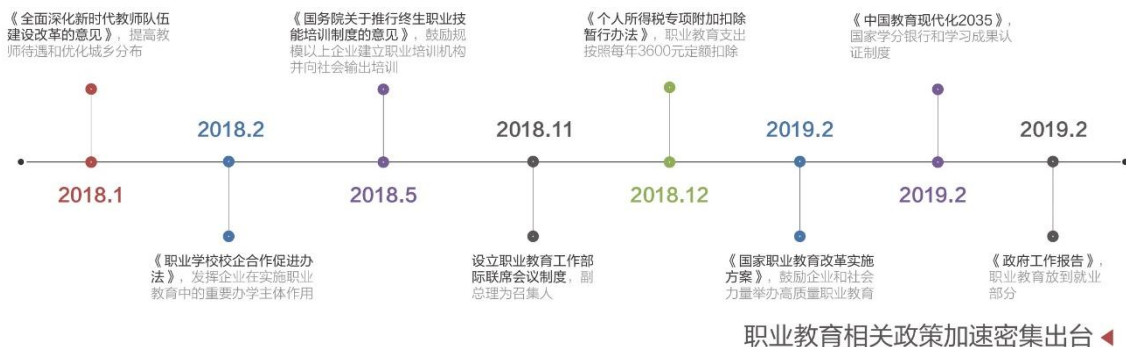 《全面深化新时代教师队伍
建设改革的意见》，提高教
师待遇和优化城乡分布
《国务院关于推行终生职业技
能培训制度的意见》，鼓励规
模以上企业建立职业培训机构
并向社会输出培训
《个人所得税专项附加扣除
暂行办法》，职业教育支出
按照每年3600元定额扣除
《中国教育现代化2035》，
国家学分银行和学习成果认
证制度
2018.2
2018.11
2019.2
2019.2
2018.1
2018.5
2018.12
2019.2
《职业学校校企合作促进办
法》，发挥企业在实施职业
教育中的重要办学主体作用
设立职业教育工作部
际联席会议制度，副
总理为召集人
《国家职业教育改革实施
方案》，鼓励企业和社会
力量举办高质量职业教育
《政府工作报告》，
职业教育放到就业
部分
职业教育相关政策加速密集出台